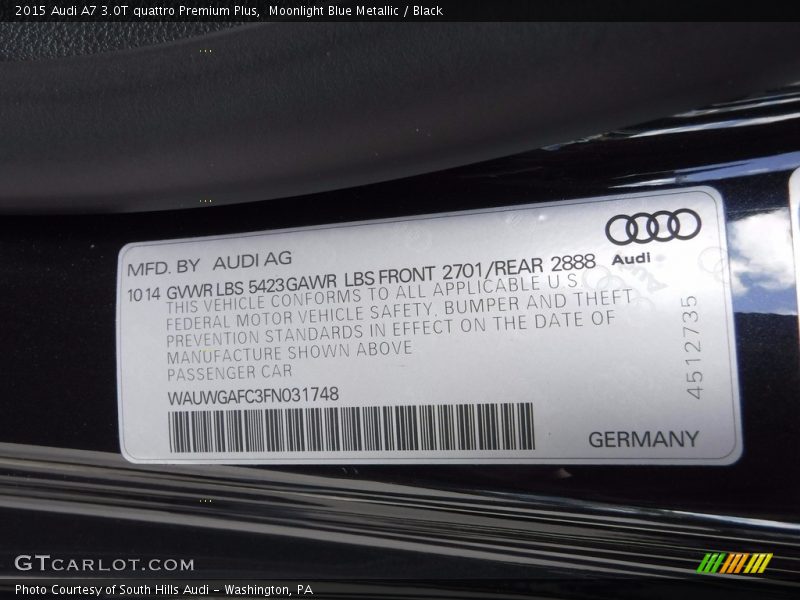 2015 Audi A7 3.0T quattro Premium Plus,  Moonlight Blue Metallic / Black
Audi
MFD. BY AUDI AG
1014 GVWR LBS 5423 GAWR LBS FRONT 2701/REAR 2888
THIS VEHICLE CONFORMS TO ALL APPLICABLE U.S.
FEDERAL MOTOR VEHICLE SAFETY. BUMPER AND THEFT
PREVENTION STANDARDS IN EFFECT ON THE DATE OF
MANUFACTURE SHOWN ABOVE
PASSENGER CAR
WAUWGAFC3FN031748
4512735
GERMANY
GTCARLOT.COM
Photo Courtesy of South Hills Audi - Washington, PA